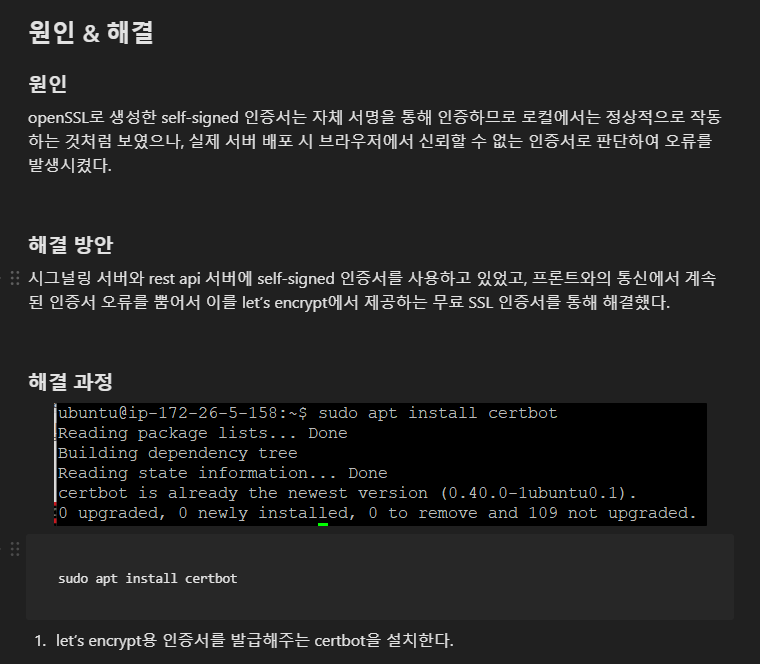 원인 & 해결
원인
openSSL로 생성한 self-signed 인증서는 자체 서명을 통해 인증하므로 로컬에서는 정상적으로 작동
하는 것처럼 보였으나, 실제 서버 배포 시 브라우저에서 신뢰할 수 없는 인증서로 판단하여 오류를
발생시켰다.
해결 방안
시그널링 서버와 rest api 서버에 self-signed 인증서를 사용하고 있었고, 프론트와의 통신에서 계속
된 인증서 오류를 뿜어서 이를 let’s encrypt에서 제공하는 무료 SSL 인증서를 통해 해결했다.
해결 과정
ubuntu@ip-172-26-5-158:~$ sudo apt install certbot
Reading package lists... Done
Building dependency tree
Reading state information... Done
certbot is already the newest version (0.40.0-1ubuntu0.1).
0 upgraded, 0 newly installed, 0 to remove and 109 not upgraded.
sudo apt install certbot
1. let’s encrypt용 인증서를 발급해주는 certbot을 설치한다.